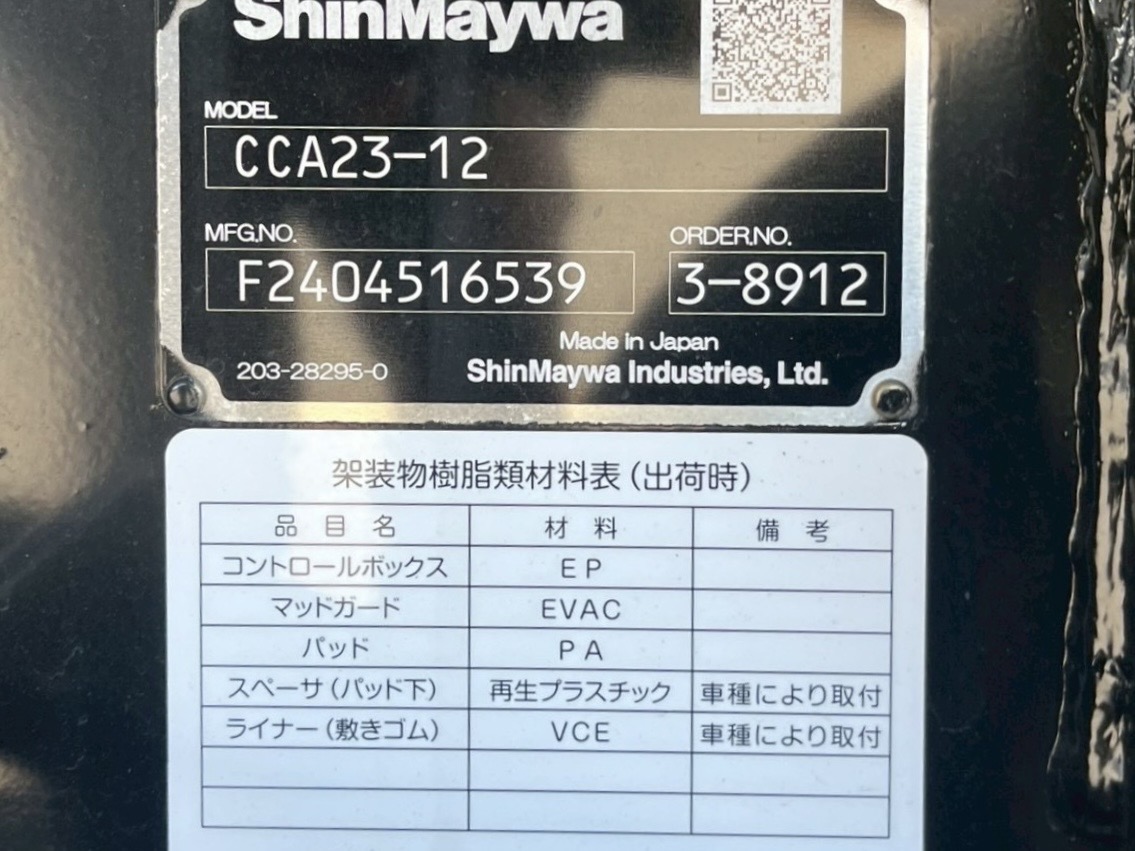 ShinMaywa
MODEL
CCA23-12
MFG.NO. ORDER.NO.
F2404516539 3-8912
Made in Japan
203-28295-0 ShinMaywa Industries, Ltd.
架装物樹脂類材料表(出荷時)
品目名 材料 備考
コントロールボックス EP
マッドガード EVAC
パッド PA
スペーサ(パッド下) 再生プラスチック 車種により取付
ライナー(敷きゴム) VCE 車種により取付